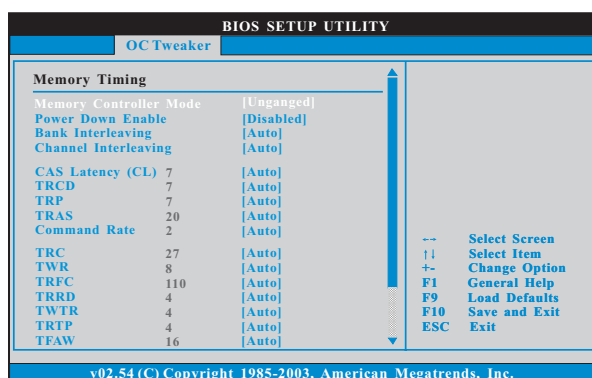 BIOS SETUP UTILITY
OC Tweaker
Memory Timing
Memory Controller Mode [Unganged]
Power Down Enable [Disabled]
Bank Interleaving [Auto]
Channel Interleaving [Auto]
CAS Latency (CL) 7 [Auto]
TRCD 7 [Auto]
TRP 7 [Auto]
TRAS 20 [Auto]
Command Rate 2 [Auto]
TRC 27 [Auto]
TWR 8 [Auto]
TRFC 110 [Auto]
TRRD 4 [Auto]
TWTR 4 [Auto]
TRTP 4 [Auto]
TFAW 16 [Auto]
←→ Select Screen
↑↓ Select Item
+- Change Option
F1 General Help
F9 Load Defaults
F10 Save and Exit
ESC Exit
v02.54 (C) Copyright 1985-2003, American Megatrends, Inc.